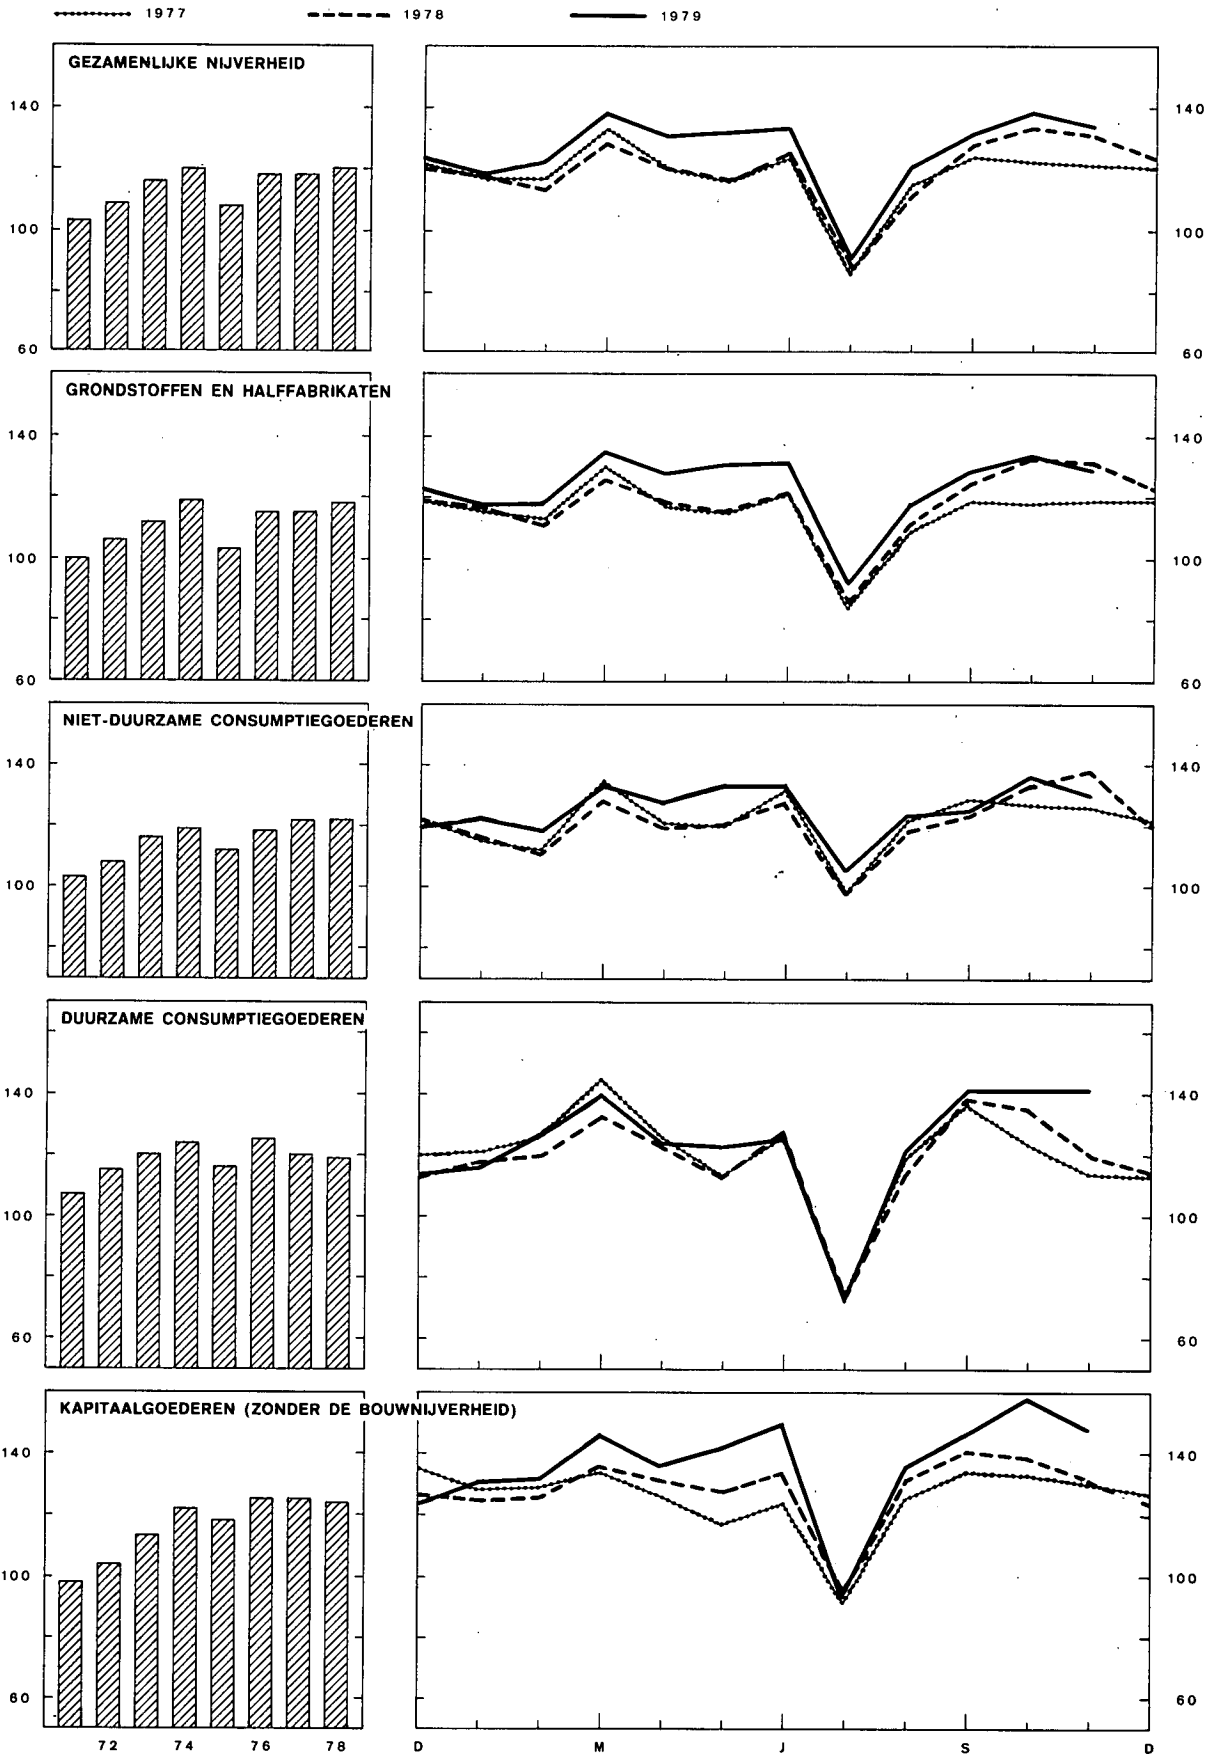 1977 1978 1979
GEZAMENLIJKE NIJVERHEID
140 140
100 100
60 60
GRONDSTOFFEN EN HALFFABRIKATEN
140 140
100 100
60 60
NIET-DUURZAME CONSUMPTIEGOEDEREN
140 140
100 100
DUURZAME CONSUMPTIEGOEDEREN
140 140
100 100
60 60
KAPITAALGOEDEREN (ZONDER DE BOUWNIJVERHEID)
140 140
100 100
60 60
72 74 76 78 D M J S D